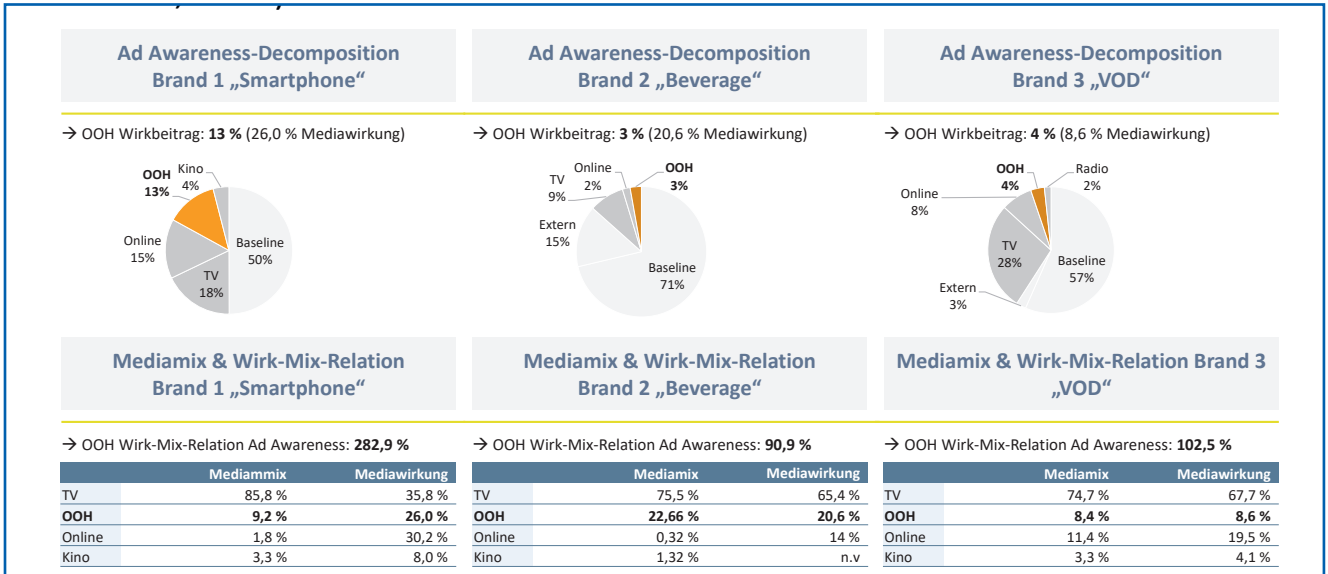 Ad Awareness-Decomposition
Brand 1 „Smartphone“
→ OOH Wirkbeitrag: 13 % (26,0 % Mediawirkung)
OOH
13%
Kino
4%
Online
15%
Baseline
50%
TV
18%
Ad Awareness-Decomposition
Brand 2 „Beverage“
→ OOH Wirkbeitrag: 3 % (20,6 % Mediawirkung)
TV
9%
Online
2%
OOH
3%
Extern
15%
Baseline
71%
Ad Awareness-Decomposition
Brand 3 „VOD“
→ OOH Wirkbeitrag: 4 % (8,6 % Mediawirkung)
OOH
4%
Radio
2%
Online
8%
TV
28%
Baseline
57%
Extern
3%
Mediamix & Wirk-Mix-Relation
Brand 1 „Smartphone“
→ OOH Wirk-Mix-Relation Ad Awareness: 282,9 %
Mediammix Mediawirkung
TV 85,8 % 35,8 %
OOH 9,2 % 26,0 %
Online 1,8 % 30,2 %
Kino 3,3 % 8,0 %
Mediamix & Wirk-Mix-Relation
Brand 2 „Beverage“
→ OOH Wirk-Mix-Relation Ad Awareness: 90,9 %
Mediamix Mediawirkung
TV 75,5 % 65,4 %
OOH 22,66 % 20,6 %
Online 0,32 % 14 %
Kino 1,32 % n.v
Mediamix & Wirk-Mix-Relation Brand 3
„VOD“
→ OOH Wirk-Mix-Relation Ad Awareness: 102,5 %
Mediamix Mediawirkung
TV 74,7 % 67,7 %
OOH 8,4 % 8,6 %
Online 11,4 % 19,5 %
Kino 3,3 % 4,1 %